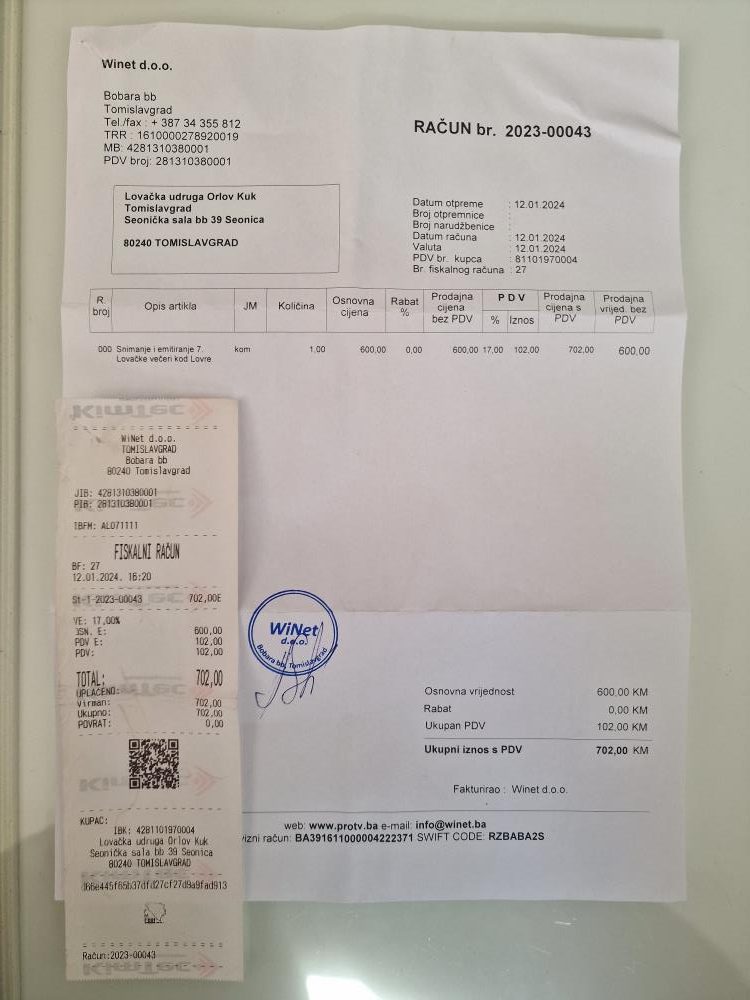 Winet d.o.o.
Bobara bb
Tomislavgrad
Tel./fax : + 387 34 355 812
TRR : 1610000278920019
MB: 4281310380001
PDV broj: 281310380001
RAČUN br. 2023-00043
Lovačka udruga Orlov Kuk
Tomislavgrad
Seonička sala bb 39 Seonica
80240 TOMISLAVGRAD
Datum otpreme : 12.01.2024
Broj otpremnice :
Broj narudžbenice :
Datum računa : 12.01.2024
Valuta : 12.01.2024
PDV br. kupca : 81101970004
Br. fiskalnog računa : 27
R. broj Opis artikla JM Količina Osnovna cijena Rabat % Prodajna cijena bez PDV PDV % Iznos Prodajna cijena s PDV Prodajna vrijed. bez PDV
000 Snimanje i emitiranje 7. kom 1,00 600,00 0,00 600,00 17,00 102,00 702,00 600,00
Lovačke večeri kod Lovre.
KimTec
WiNet d.o.o.
TOMISLAVGRAD
Bobara bb
80240 Tomislavgrad
JIB: 4281310380001
PIB: 281310380001
IBFM: AL071111
FISKALNI RAČUN
BF: 27
12.01.2024. 16:20
St-1-2023-00043 702,00E
VE: 17,00%
OSN. E: 600,00
PDV E: 102,00
PDV: 102,00
TOTAL: 702,00
UPLAĆENO:
Virman: 702,00
Ukupno: 702,00
POVRAT: 0,00
KUPAC:
IBK: 4281101970004
Lovačka udruga Orlov Kuk
Seonička sala bb 39 Seonica
80240 TOMISLAVGRAD
Račun:2023-00043
KimTec
WiNet
d.o.o.
Bobara bb, Tomislavgrad
Osnovna vrijednost 600,00 KM
Rabat 0,00 KM
Ukupan PDV 102,00 KM
Ukupni iznos s PDV 702,00 KM
Fakturirao : Winet d.o.o.
web: www.protv.ba e-mail: info@winet.ba
vizni račun: BA391611000004222371 SWIFT CODE: RZBABA2S